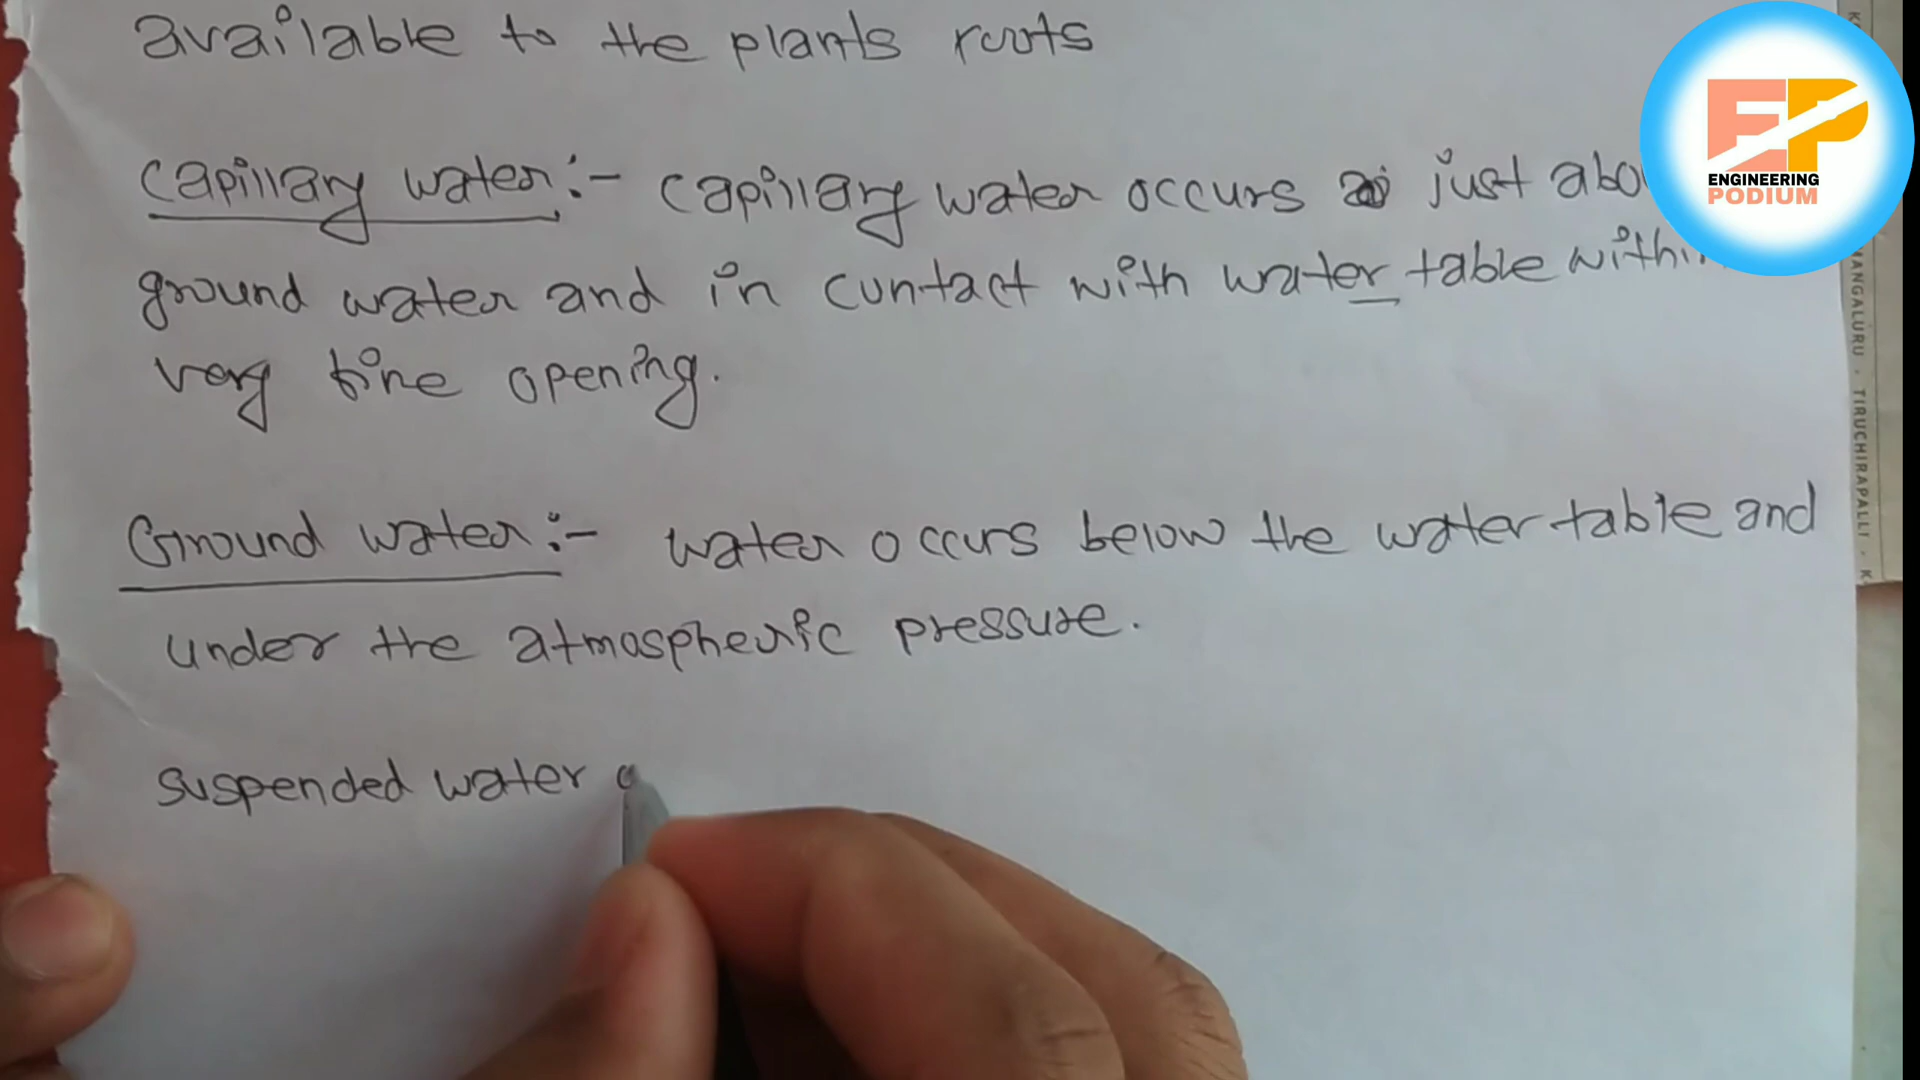 available to the plants roots
Capillary water:- Capillary water occurs just
ground water and in contact with water table
very fine opening.
Ground water:- water occurs below the water table and
under the atmospheric pressure.
suspended water
EP
ENGINEERING
PODIUM
MANGALURU · TIRUCHIRAPALLI ·